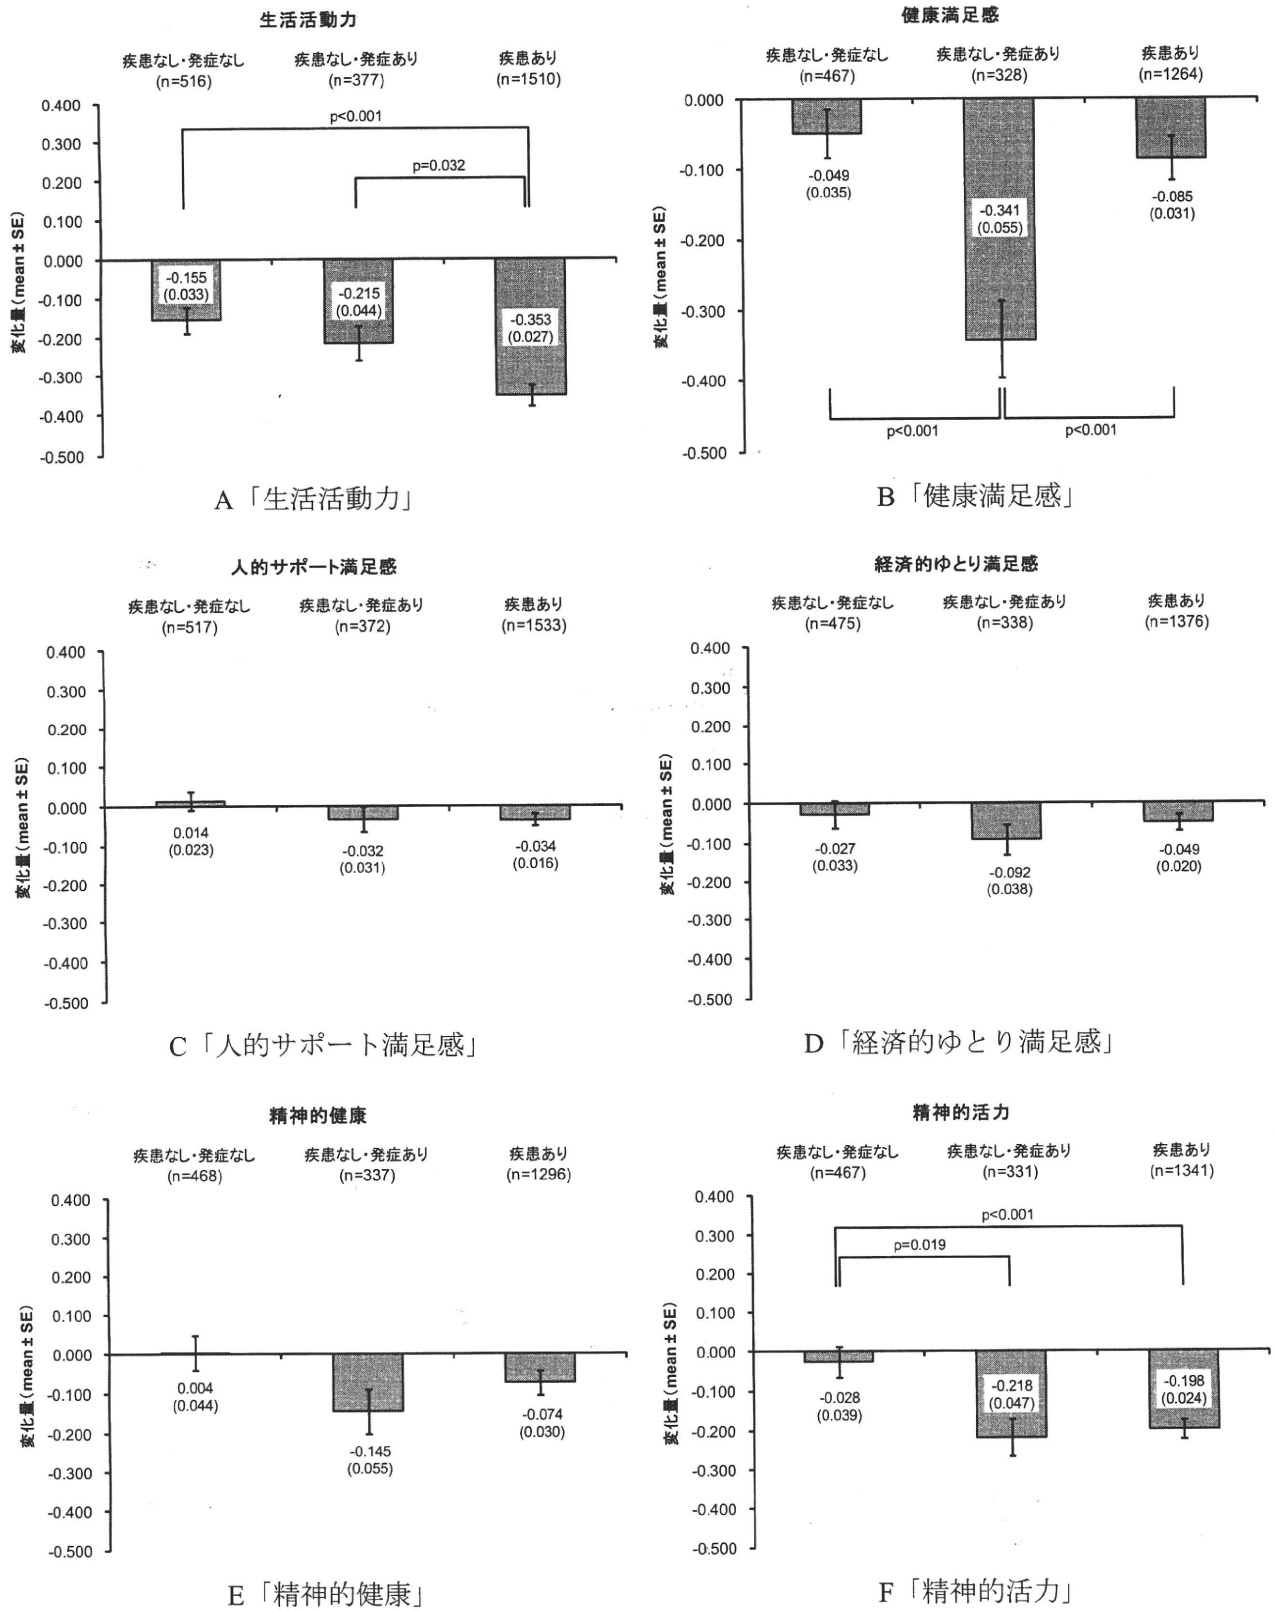 生活活動力
疾患なし・発症なし
(n=516)
疾患なし・発症あり
(n=377)
疾患あり
(n=1510)
0.400
0.300
0.200
0.100
0.000
-0.100
-0.200
-0.300
-0.400
-0.500
変化量(mean±SE)
p<0.001
p=0.032
-0.155
(0.033)
-0.215
(0.044)
-0.353
(0.027)
A「生活活動力」
健康満足感
疾患なし・発症なし
(n=467)
疾患なし・発症あり
(n=328)
疾患あり
(n=1264)
0.000
-0.100
-0.200
-0.300
-0.400
-0.500
変化量(mean±SE)
-0.049
(0.035)
-0.341
(0.055)
-0.085
(0.031)
p<0.001
p<0.001
B「健康満足感」
人的サポート満足感
疾患なし・発症なし
(n=517)
疾患なし・発症あり
(n=372)
疾患あり
(n=1533)
0.400
0.300
0.200
0.100
0.000
-0.100
-0.200
-0.300
-0.400
-0.500
変化量(mean±SE)
0.014
(0.023)
-0.032
(0.031)
-0.034
(0.016)
C「人的サポート満足感」
経済的ゆとり満足感
疾患なし・発症なし
(n=475)
疾患なし・発症あり
(n=338)
疾患あり
(n=1376)
0.400
0.300
0.200
0.100
0.000
-0.100
-0.200
-0.300
-0.400
-0.500
変化量(mean±SE)
-0.027
(0.033)
-0.092
(0.038)
-0.049
(0.020)
D「経済的ゆとり満足感」
精神的健康
疾患なし・発症なし
(n=468)
疾患なし・発症あり
(n=337)
疾患あり
(n=1296)
0.400
0.300
0.200
0.100
0.000
-0.100
-0.200
-0.300
-0.400
-0.500
変化量(mean±SE)
0.004
(0.044)
-0.145
(0.055)
-0.074
(0.030)
E「精神的健康」
精神的活力
疾患なし・発症なし
(n=467)
疾患なし・発症あり
(n=331)
疾患あり
(n=1341)
0.400
0.300
0.200
0.100
0.000
-0.100
-0.200
-0.300
-0.400
-0.500
変化量(mean±SE)
p<0.001
p=0.019
-0.028
(0.039)
-0.218
(0.047)
-0.198
(0.024)
F「精神的活力」